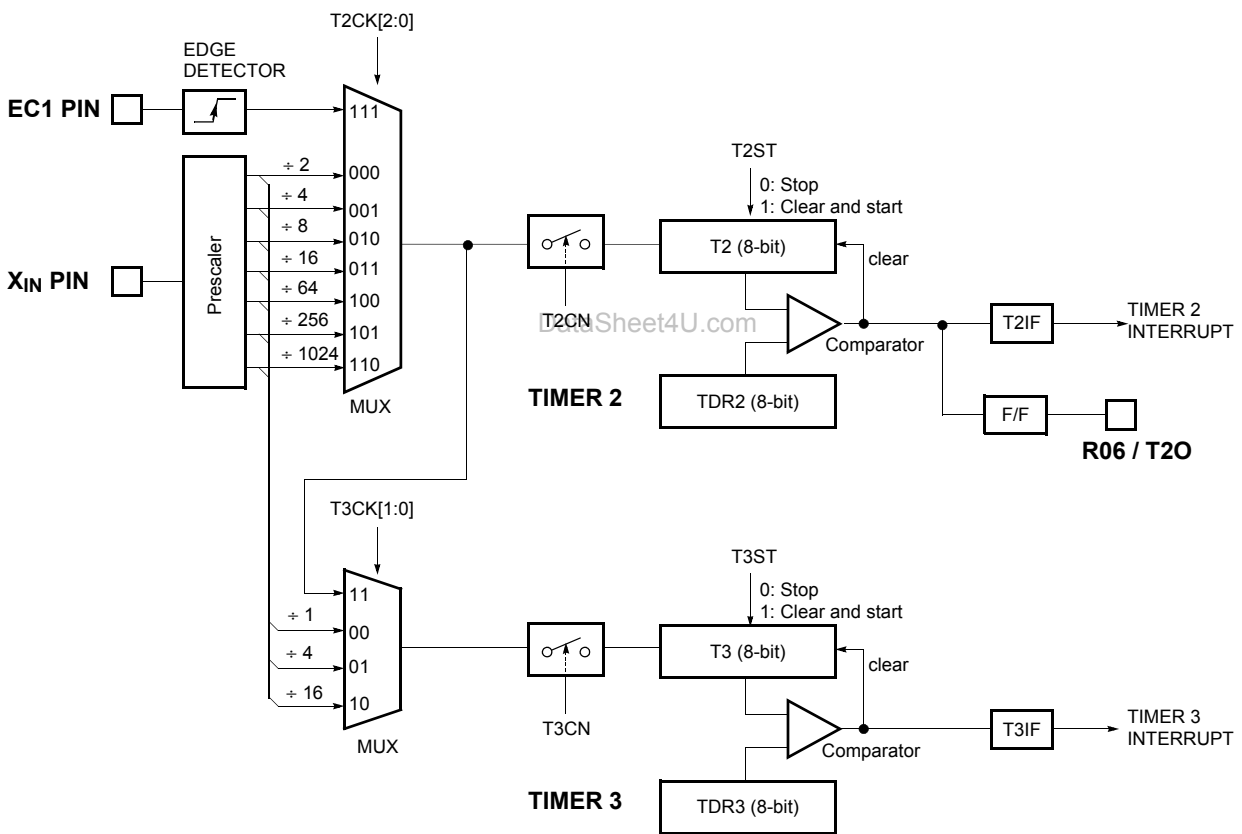 T2CK[2:0]
EDGE
DETECTOR
EC1 PIN
111
÷ 2
000
÷ 4
001
÷ 8
010
÷ 16
011
÷ 64
100
÷ 256
101
÷ 1024
110
XIN PIN
Prescaler
MUX
T2CN
T2ST
0: Stop
1: Clear and start
T2 (8-bit)
clear
DataSheet4U.com
Comparator
TIMER 2
TDR2 (8-bit)
T2IF
TIMER 2
INTERRUPT
F/F
R06 / T2O
T3CK[1:0]
11
÷ 1
00
÷ 4
01
÷ 16
10
MUX
T3CN
T3ST
0: Stop
1: Clear and start
T3 (8-bit)
clear
Comparator
TIMER 3
TDR3 (8-bit)
T3IF
TIMER 3
INTERRUPT